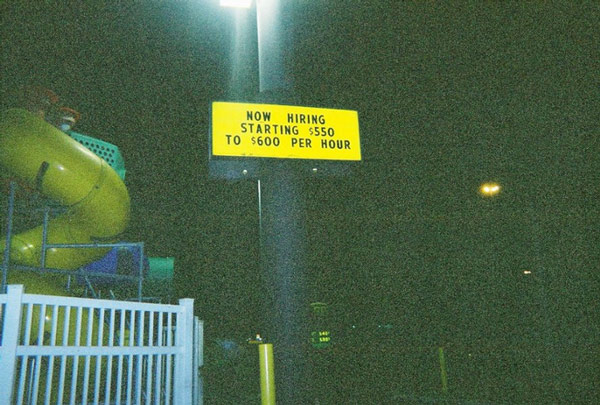 NOW HIRING
STARTING $550
TO $600 PER HOUR